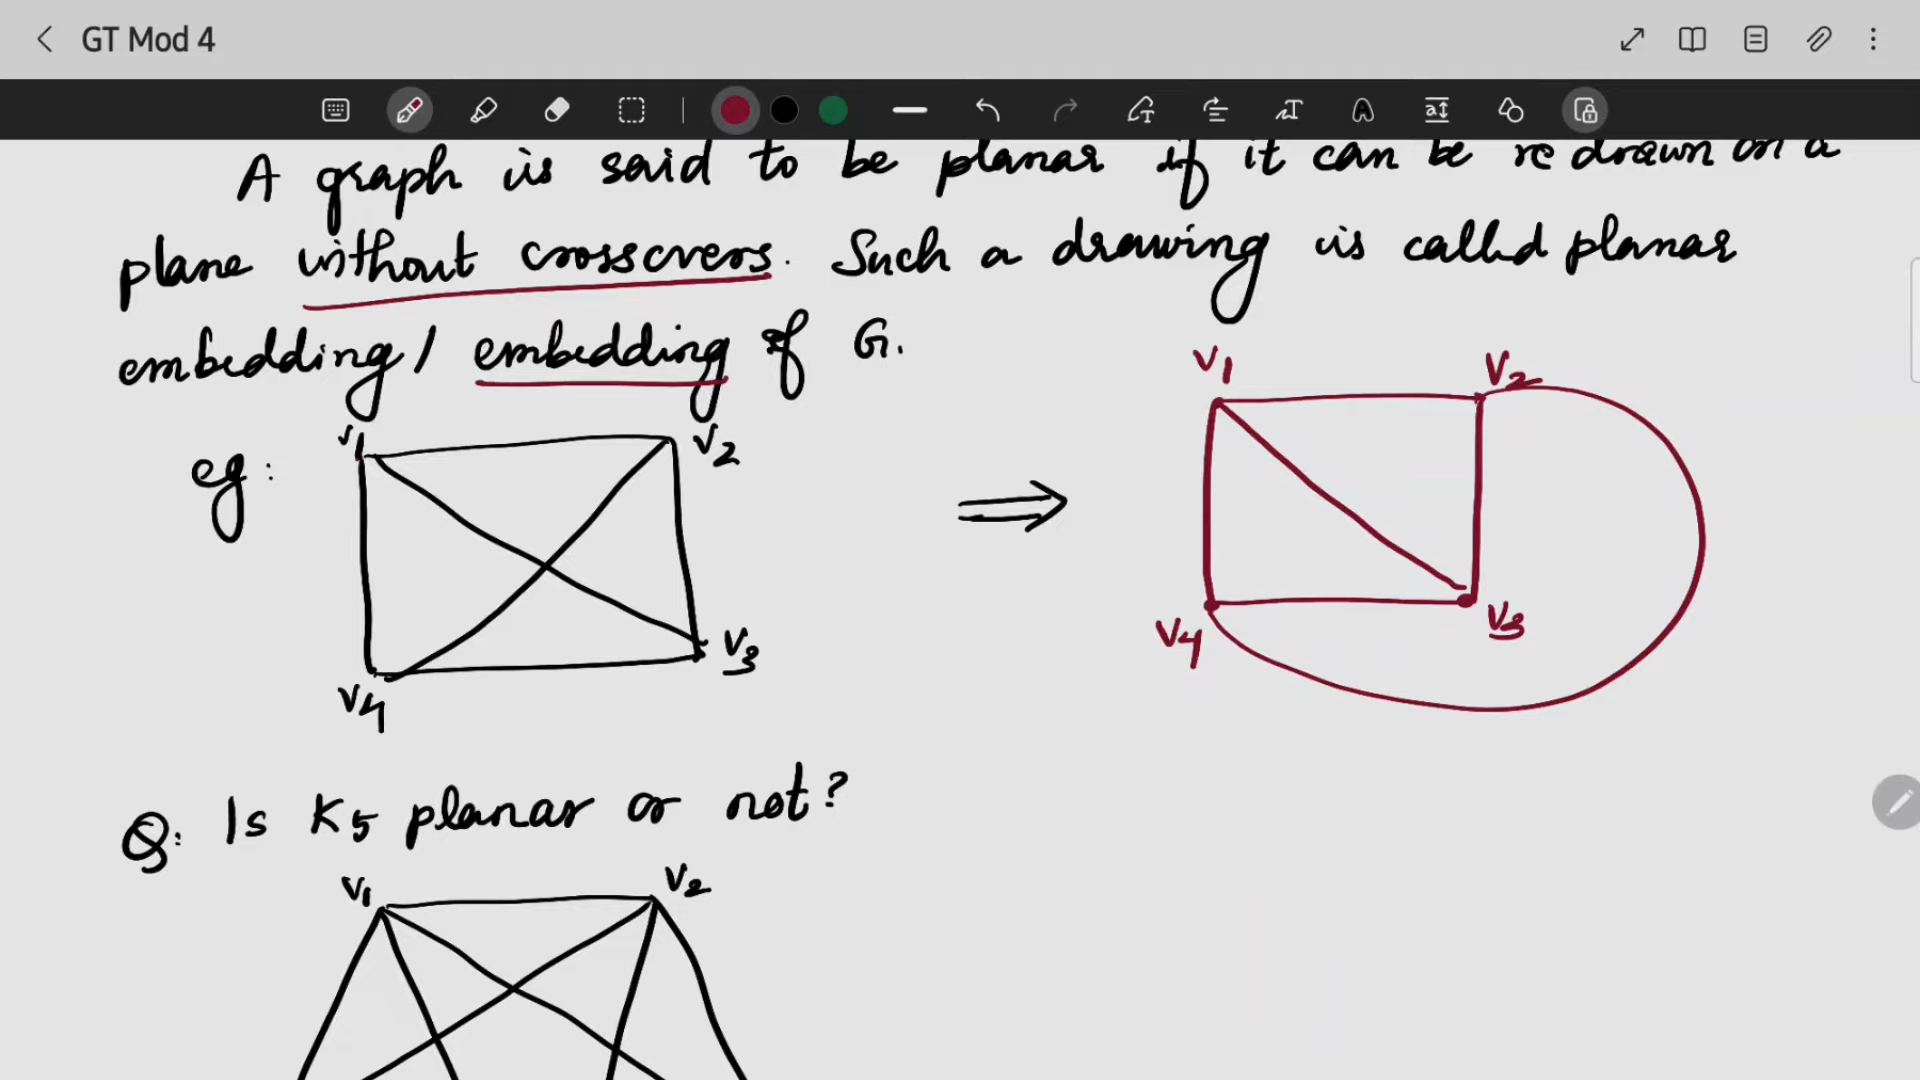 GT Mod 4
A graph is said to be planar if it can be redrawn on a
plane without crossovers. Such a drawing is called planar
embedding/ embedding of G.
eg:
V1 V2
V4 V3
V1 V2
V4 V3
Q: Is K5 planar or not?
V1 V2